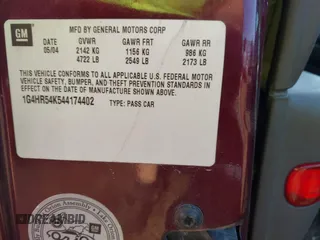 GM
MFD BY GENERAL MOTORS CORP
DATE GVWR GAWR FRT GAWR RR
05/04 2142 KG 1156 KG 986 KG
4722 LB 2549 LB 2173 LB
THIS VEHICLE CONFORMS TO ALL APPLICABLE U.S. FEDERAL MOTOR
VEHICLE SAFETY, BUMPER, AND THEFT PREVENTION STANDARDS IN
EFFECT ON THE DATE OF MANUFACTURE SHOWN ABOVE.
1G4HR54K544174402 TYPE: PASS CAR
GM
DREAMBID